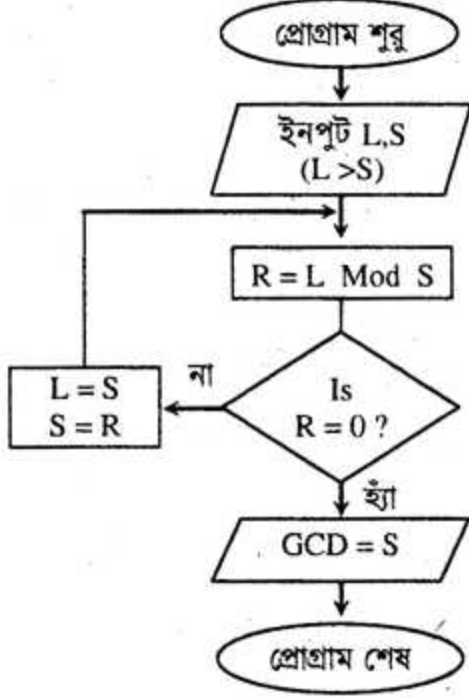 প্রোগ্রাম শুরু
ইনপুট L,S
(L >S)
R = L Mod S
Is
R = 0 ?
না
L = S
S = R
হ্যাঁ
GCD = S
প্রোগ্রাম শেষ